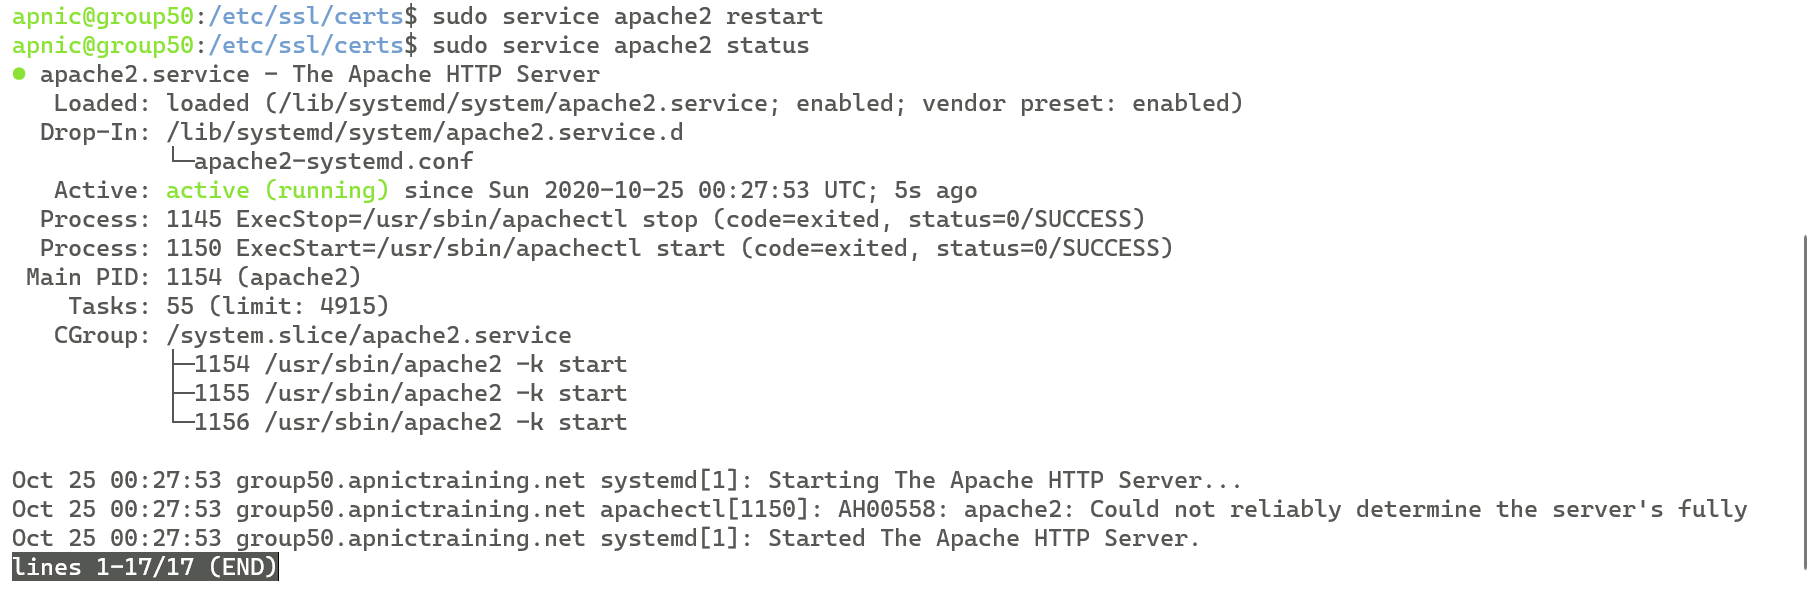 apnic@group50:/etc/ssl/certs$ sudo service apache2 restart
apnic@group50:/etc/ssl/certs$ sudo service apache2 status
● apache2.service - The Apache HTTP Server
   Loaded: loaded (/lib/systemd/system/apache2.service; enabled; vendor preset: enabled)
  Drop-In: /lib/systemd/system/apache2.service.d
           └─apache2-systemd.conf
   Active: active (running) since Sun 2020-10-25 00:27:53 UTC; 5s ago
  Process: 1145 ExecStop=/usr/sbin/apachectl stop (code=exited, status=0/SUCCESS)
  Process: 1150 ExecStart=/usr/sbin/apachectl start (code=exited, status=0/SUCCESS)
 Main PID: 1154 (apache2)
    Tasks: 55 (limit: 4915)
   CGroup: /system.slice/apache2.service
           ├─1154 /usr/sbin/apache2 -k start
           ├─1155 /usr/sbin/apache2 -k start
           └─1156 /usr/sbin/apache2 -k start

Oct 25 00:27:53 group50.apnictraining.net systemd[1]: Starting The Apache HTTP Server...
Oct 25 00:27:53 group50.apnictraining.net apachectl[1150]: AH00558: apache2: Could not reliably determine the server's fully
Oct 25 00:27:53 group50.apnictraining.net systemd[1]: Started The Apache HTTP Server.
lines 1-17/17 (END)